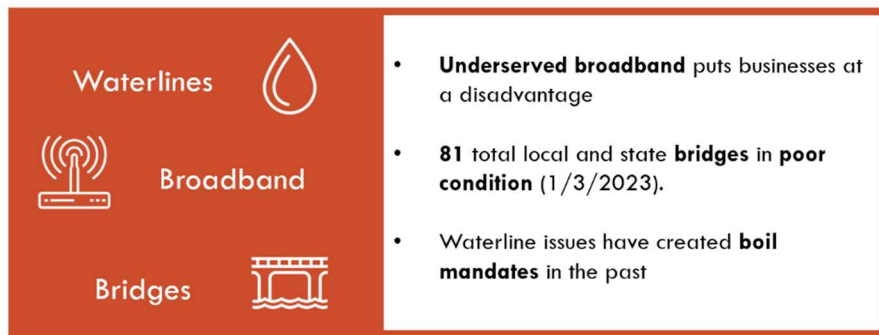 Waterlines
Broadband
Bridges
• Underserved broadband puts businesses at
a disadvantage
• 81 total local and state bridges in poor
condition (1/3/2023).
• Waterline issues have created boil
mandates in the past